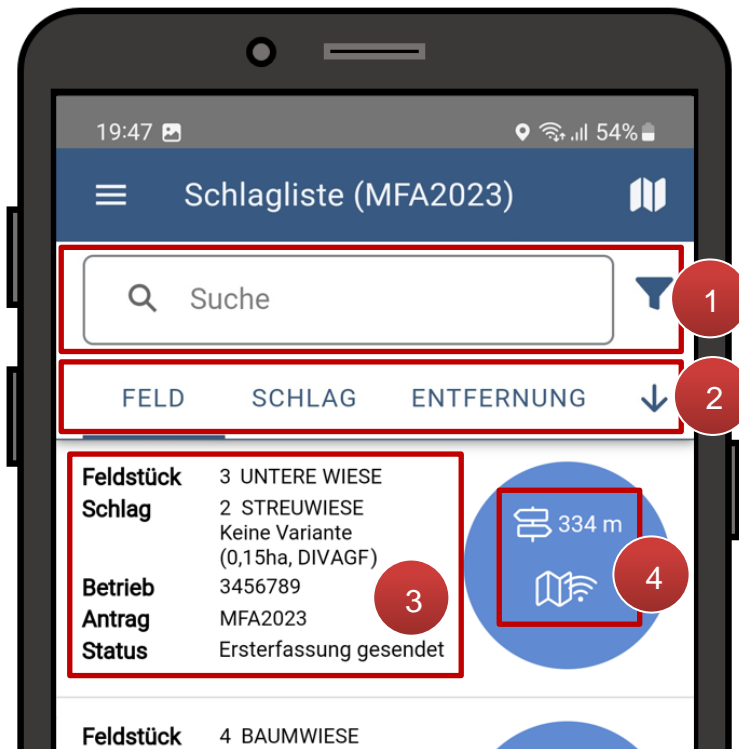 19:47 54%
Schlagliste (MFA2023)
Suche
1
FELD SCHLAG ENTFERNUNG
2
Feldstück 3 UNTERE WIESE
Schlag 2 STREUWIESE
Keine Variante
(0,15ha, DIVAGF)
Betrieb 3456789
Antrag MFA2023
Status Ersterfassung gesendet
3
334 m
4
Feldstück 4 BAUMWIESE